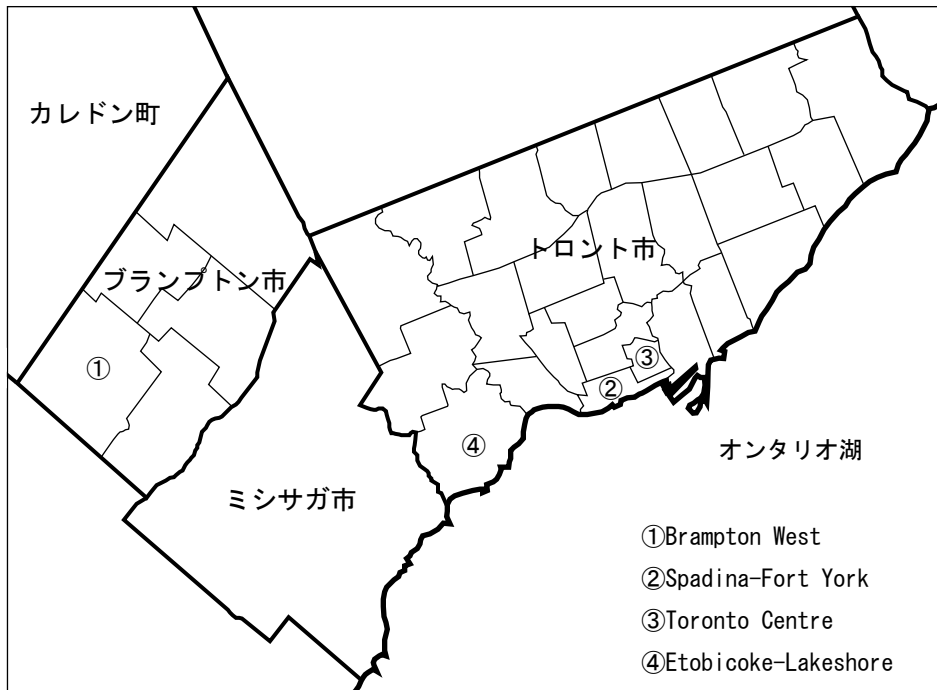 カレドン町
トロント市
ブランプトン市
①
③
②
④
オンタリオ湖
ミシサガ市
①Brampton West
②Spadina-Fort York
③Toronto Centre
④Etobicoke-Lakeshore